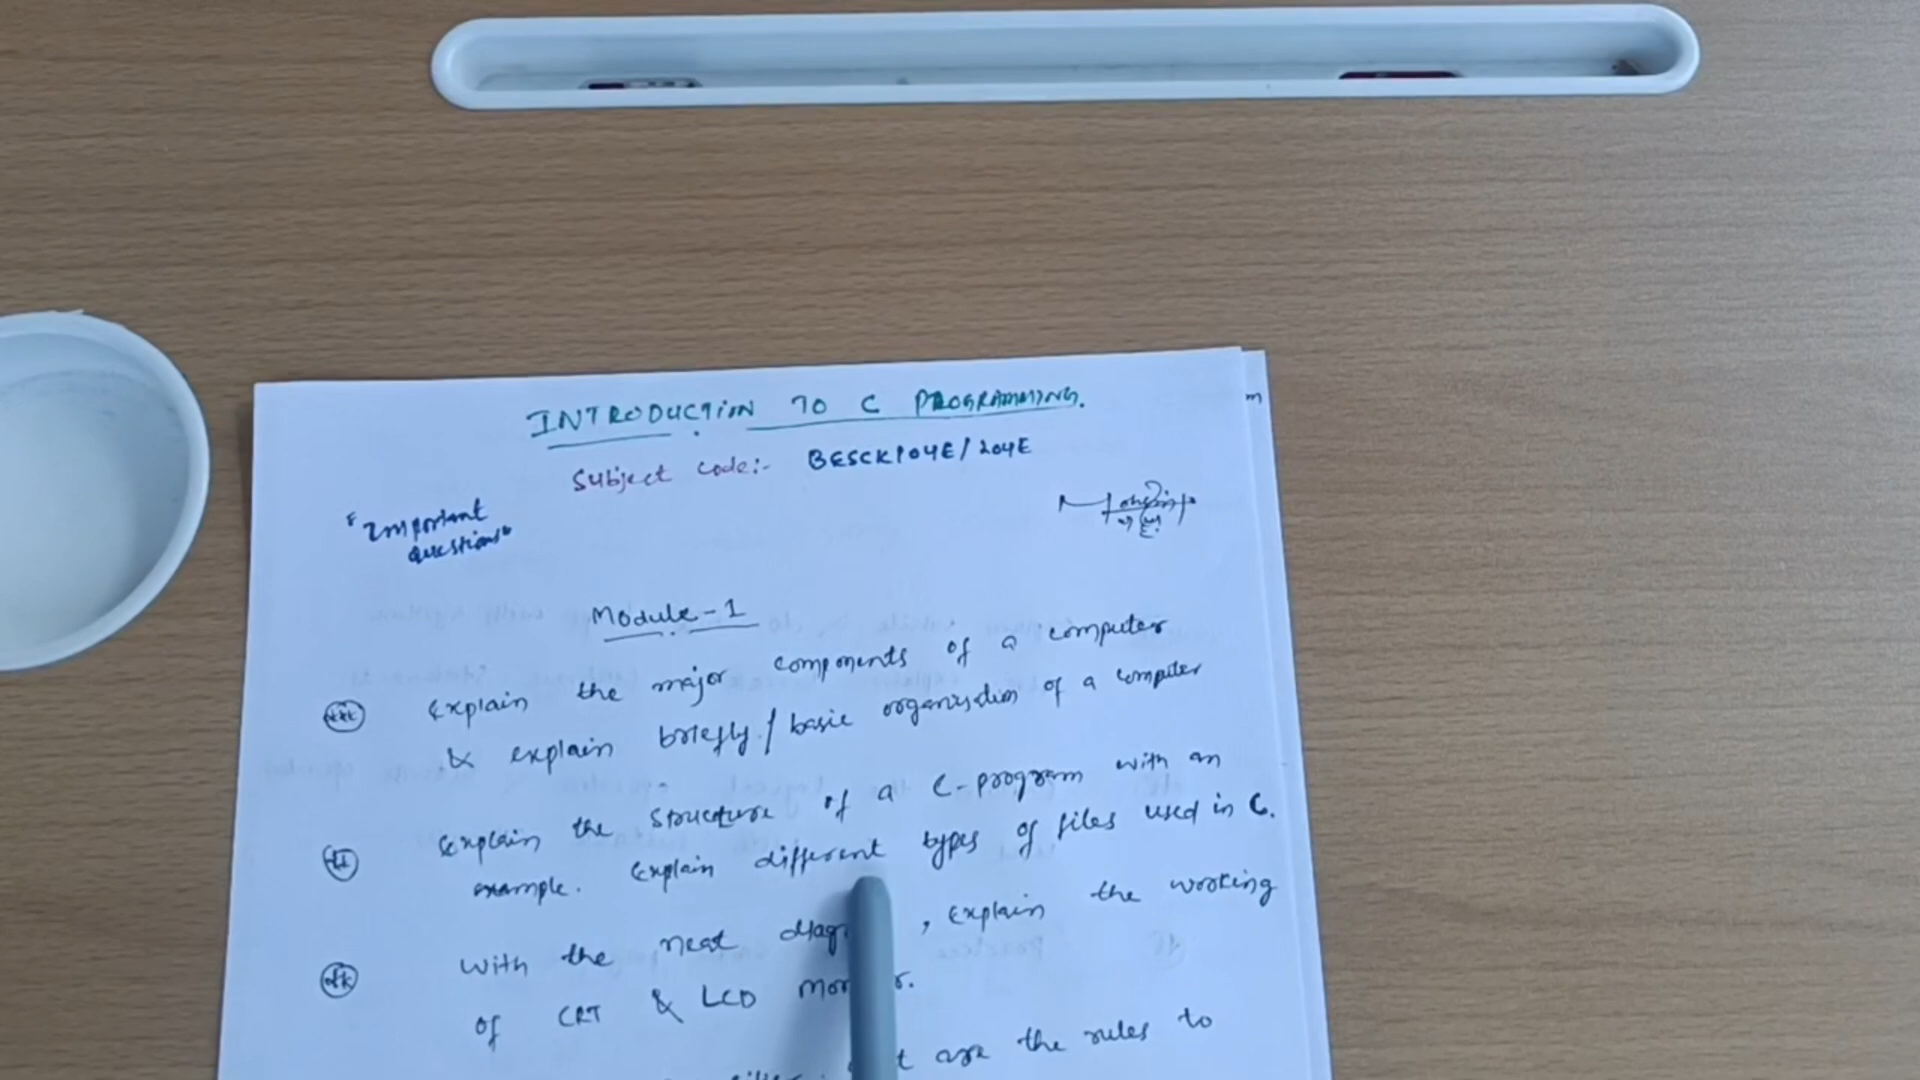 INTRODUCTION TO C PROGRAMMING.
Subject Code:- BESCK104E/204E
"Important
questions"
Module-1
Explain the major components of a computer
& explain briefly / basic organisation of a computer
Explain the structure of a C-program with an
example. Explain different types of files used in C.
With the neat , explain the working
of CRT & LCD
are the rules to